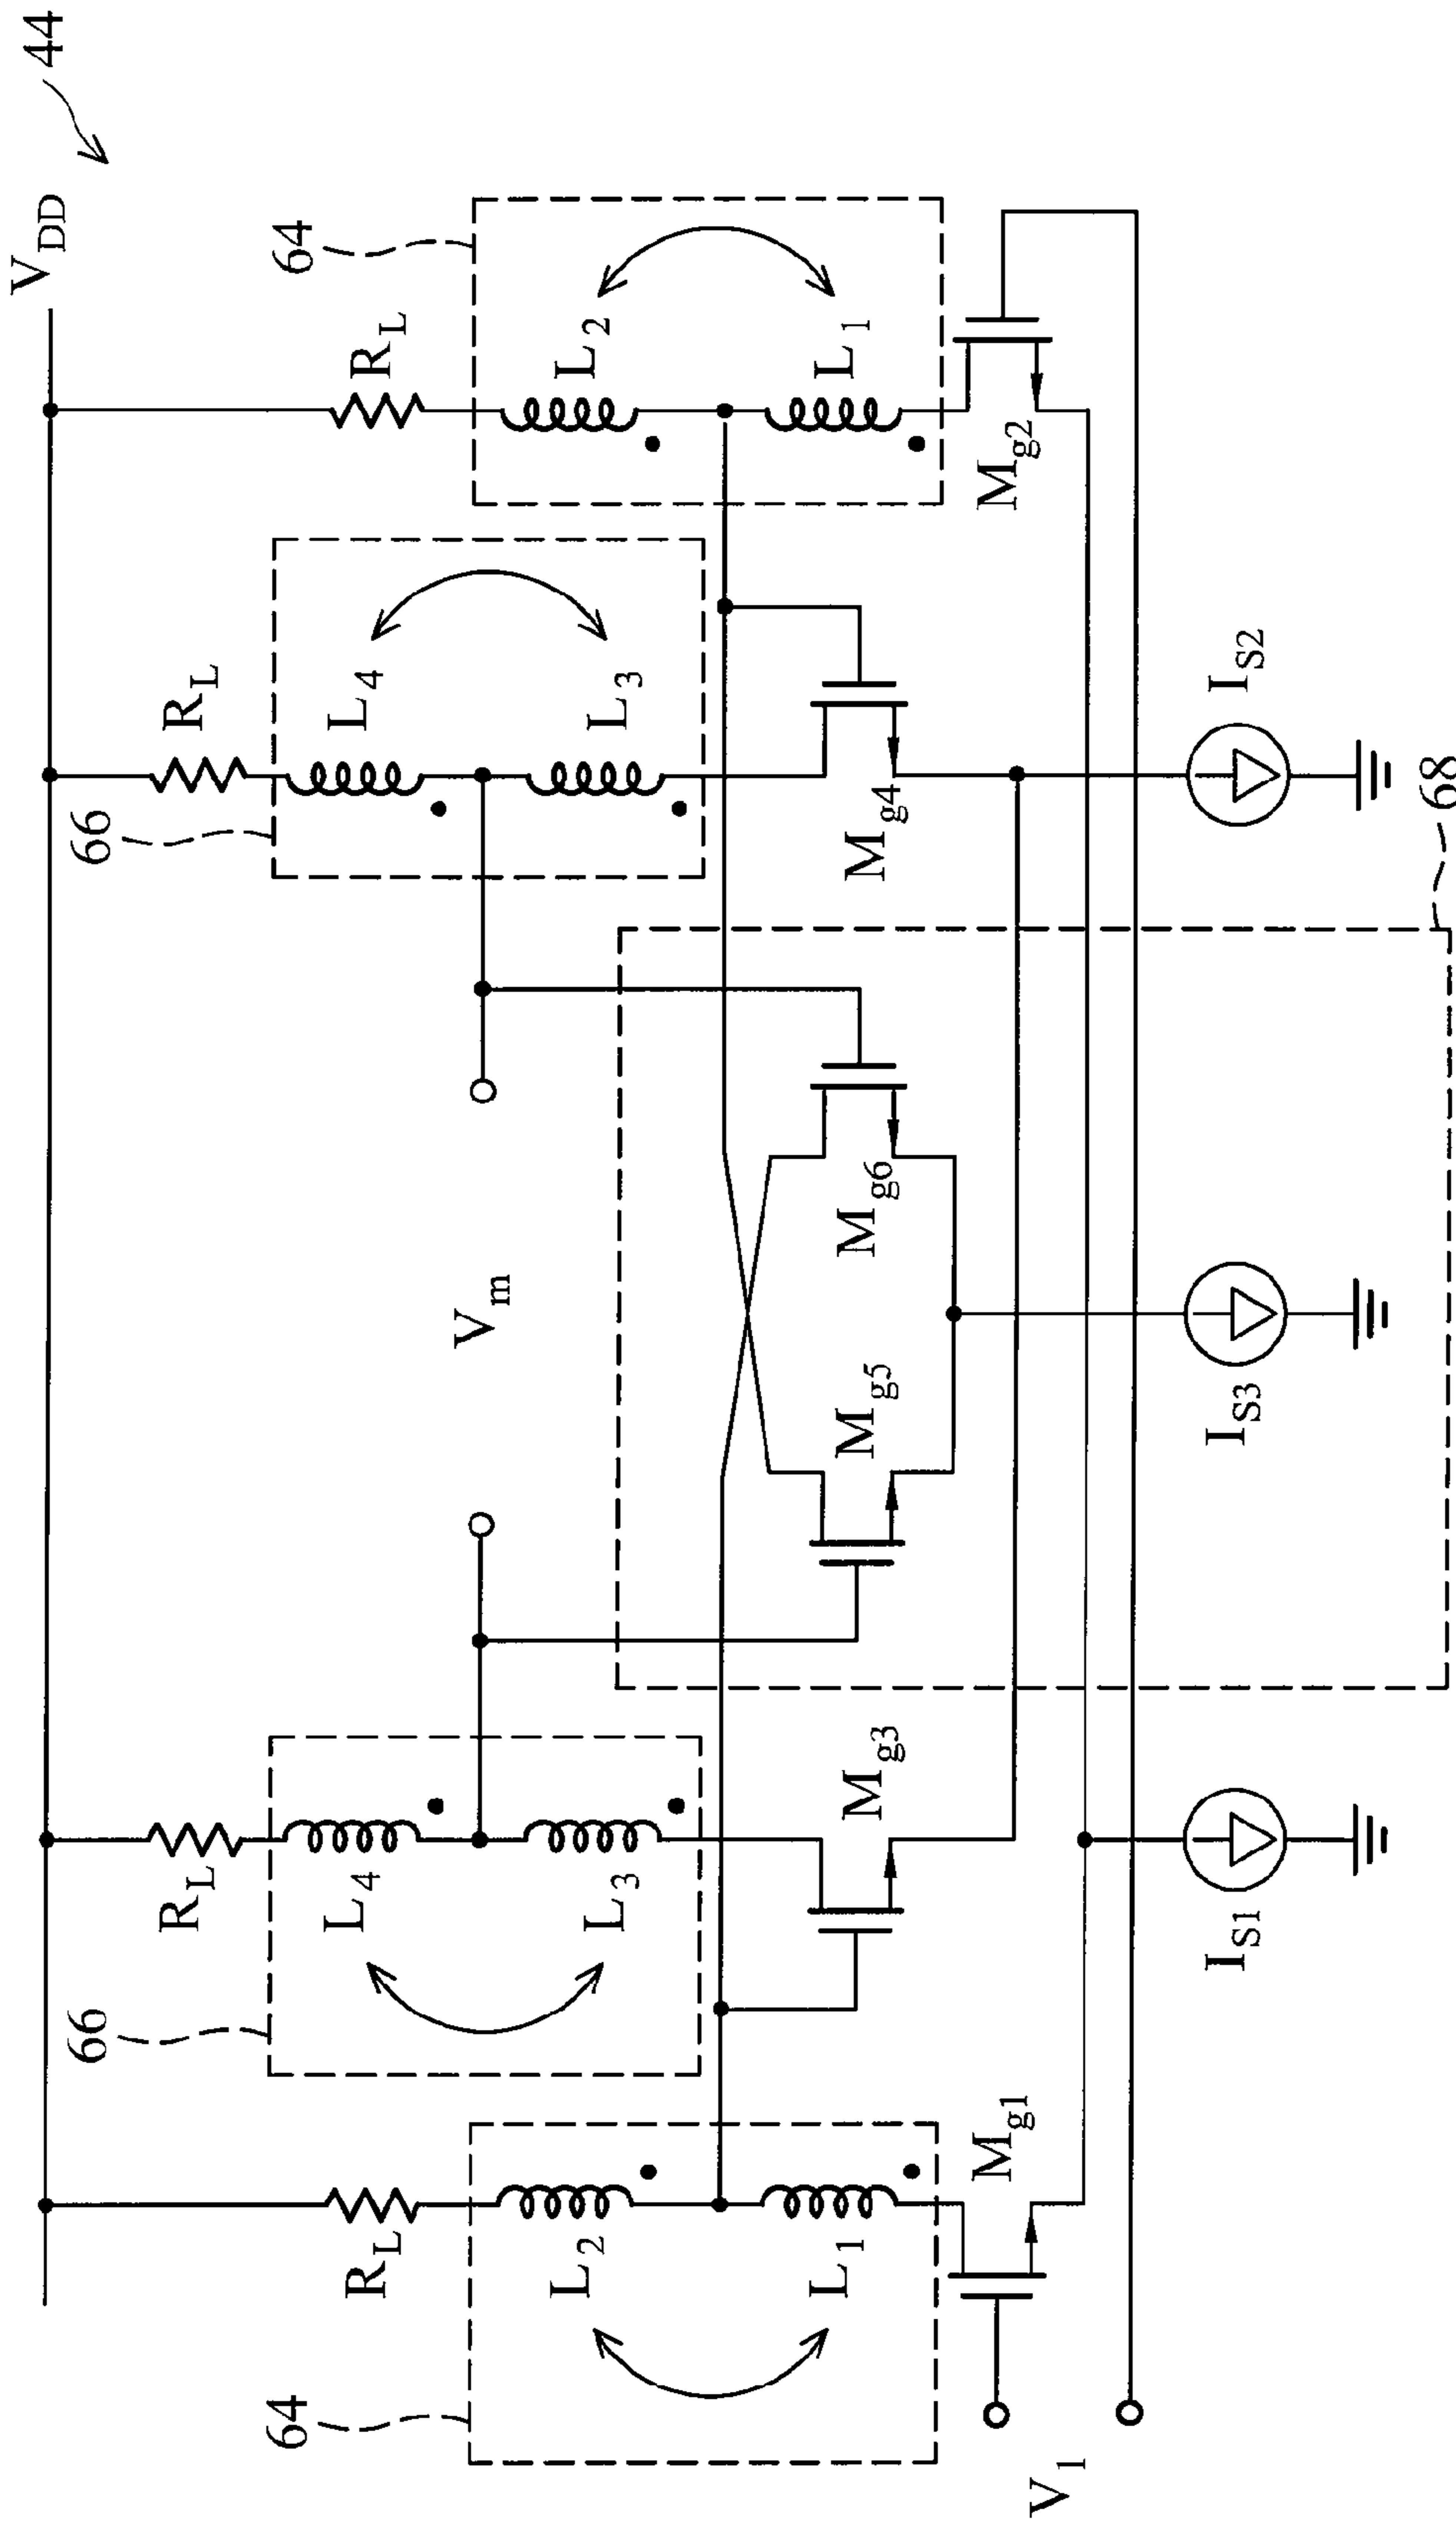 V_DD
44
66
66
R_L
R_L
64
64
R_L
L_4
L_4
R_L
V_m
L_2
L_3
L_3
L_2
L_1
L_1
M_g3
M_g5
M_g6
M_g4
M_g1
M_g2
V_1
I_S1
I_S3
I_S2
68